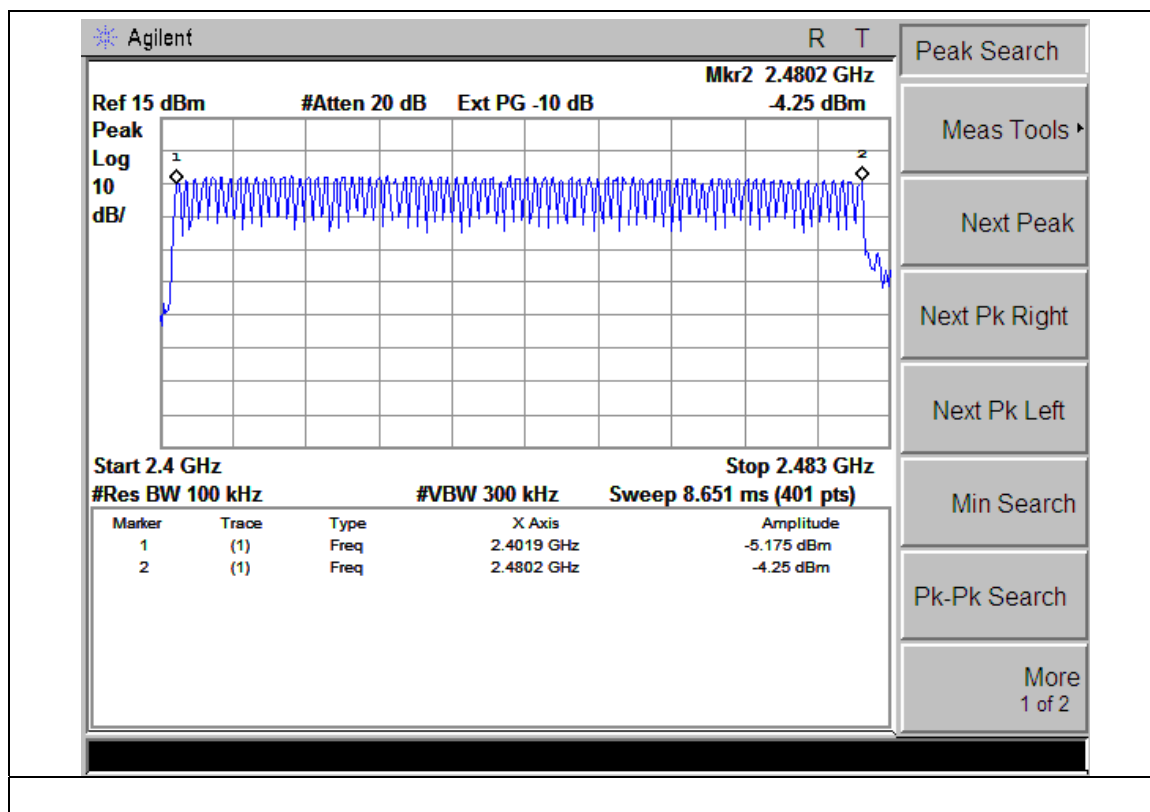 Agilent R T
Mkr2 2.4802 GHz
Ref 15 dBm #Atten 20 dB Ext PG -10 dB -4.25 dBm
Peak
Log
10
dB/
1
2
Start 2.4 GHz Stop 2.483 GHz
#Res BW 100 kHz #VBW 300 kHz Sweep 8.651 ms (401 pts)
Marker Trace Type X Axis Amplitude
1 (1) Freq 2.4019 GHz -5.175 dBm
2 (1) Freq 2.4802 GHz -4.25 dBm
Peak Search
Meas Tools
Next Peak
Next Pk Right
Next Pk Left
Min Search
Pk-Pk Search
More
1 of 2